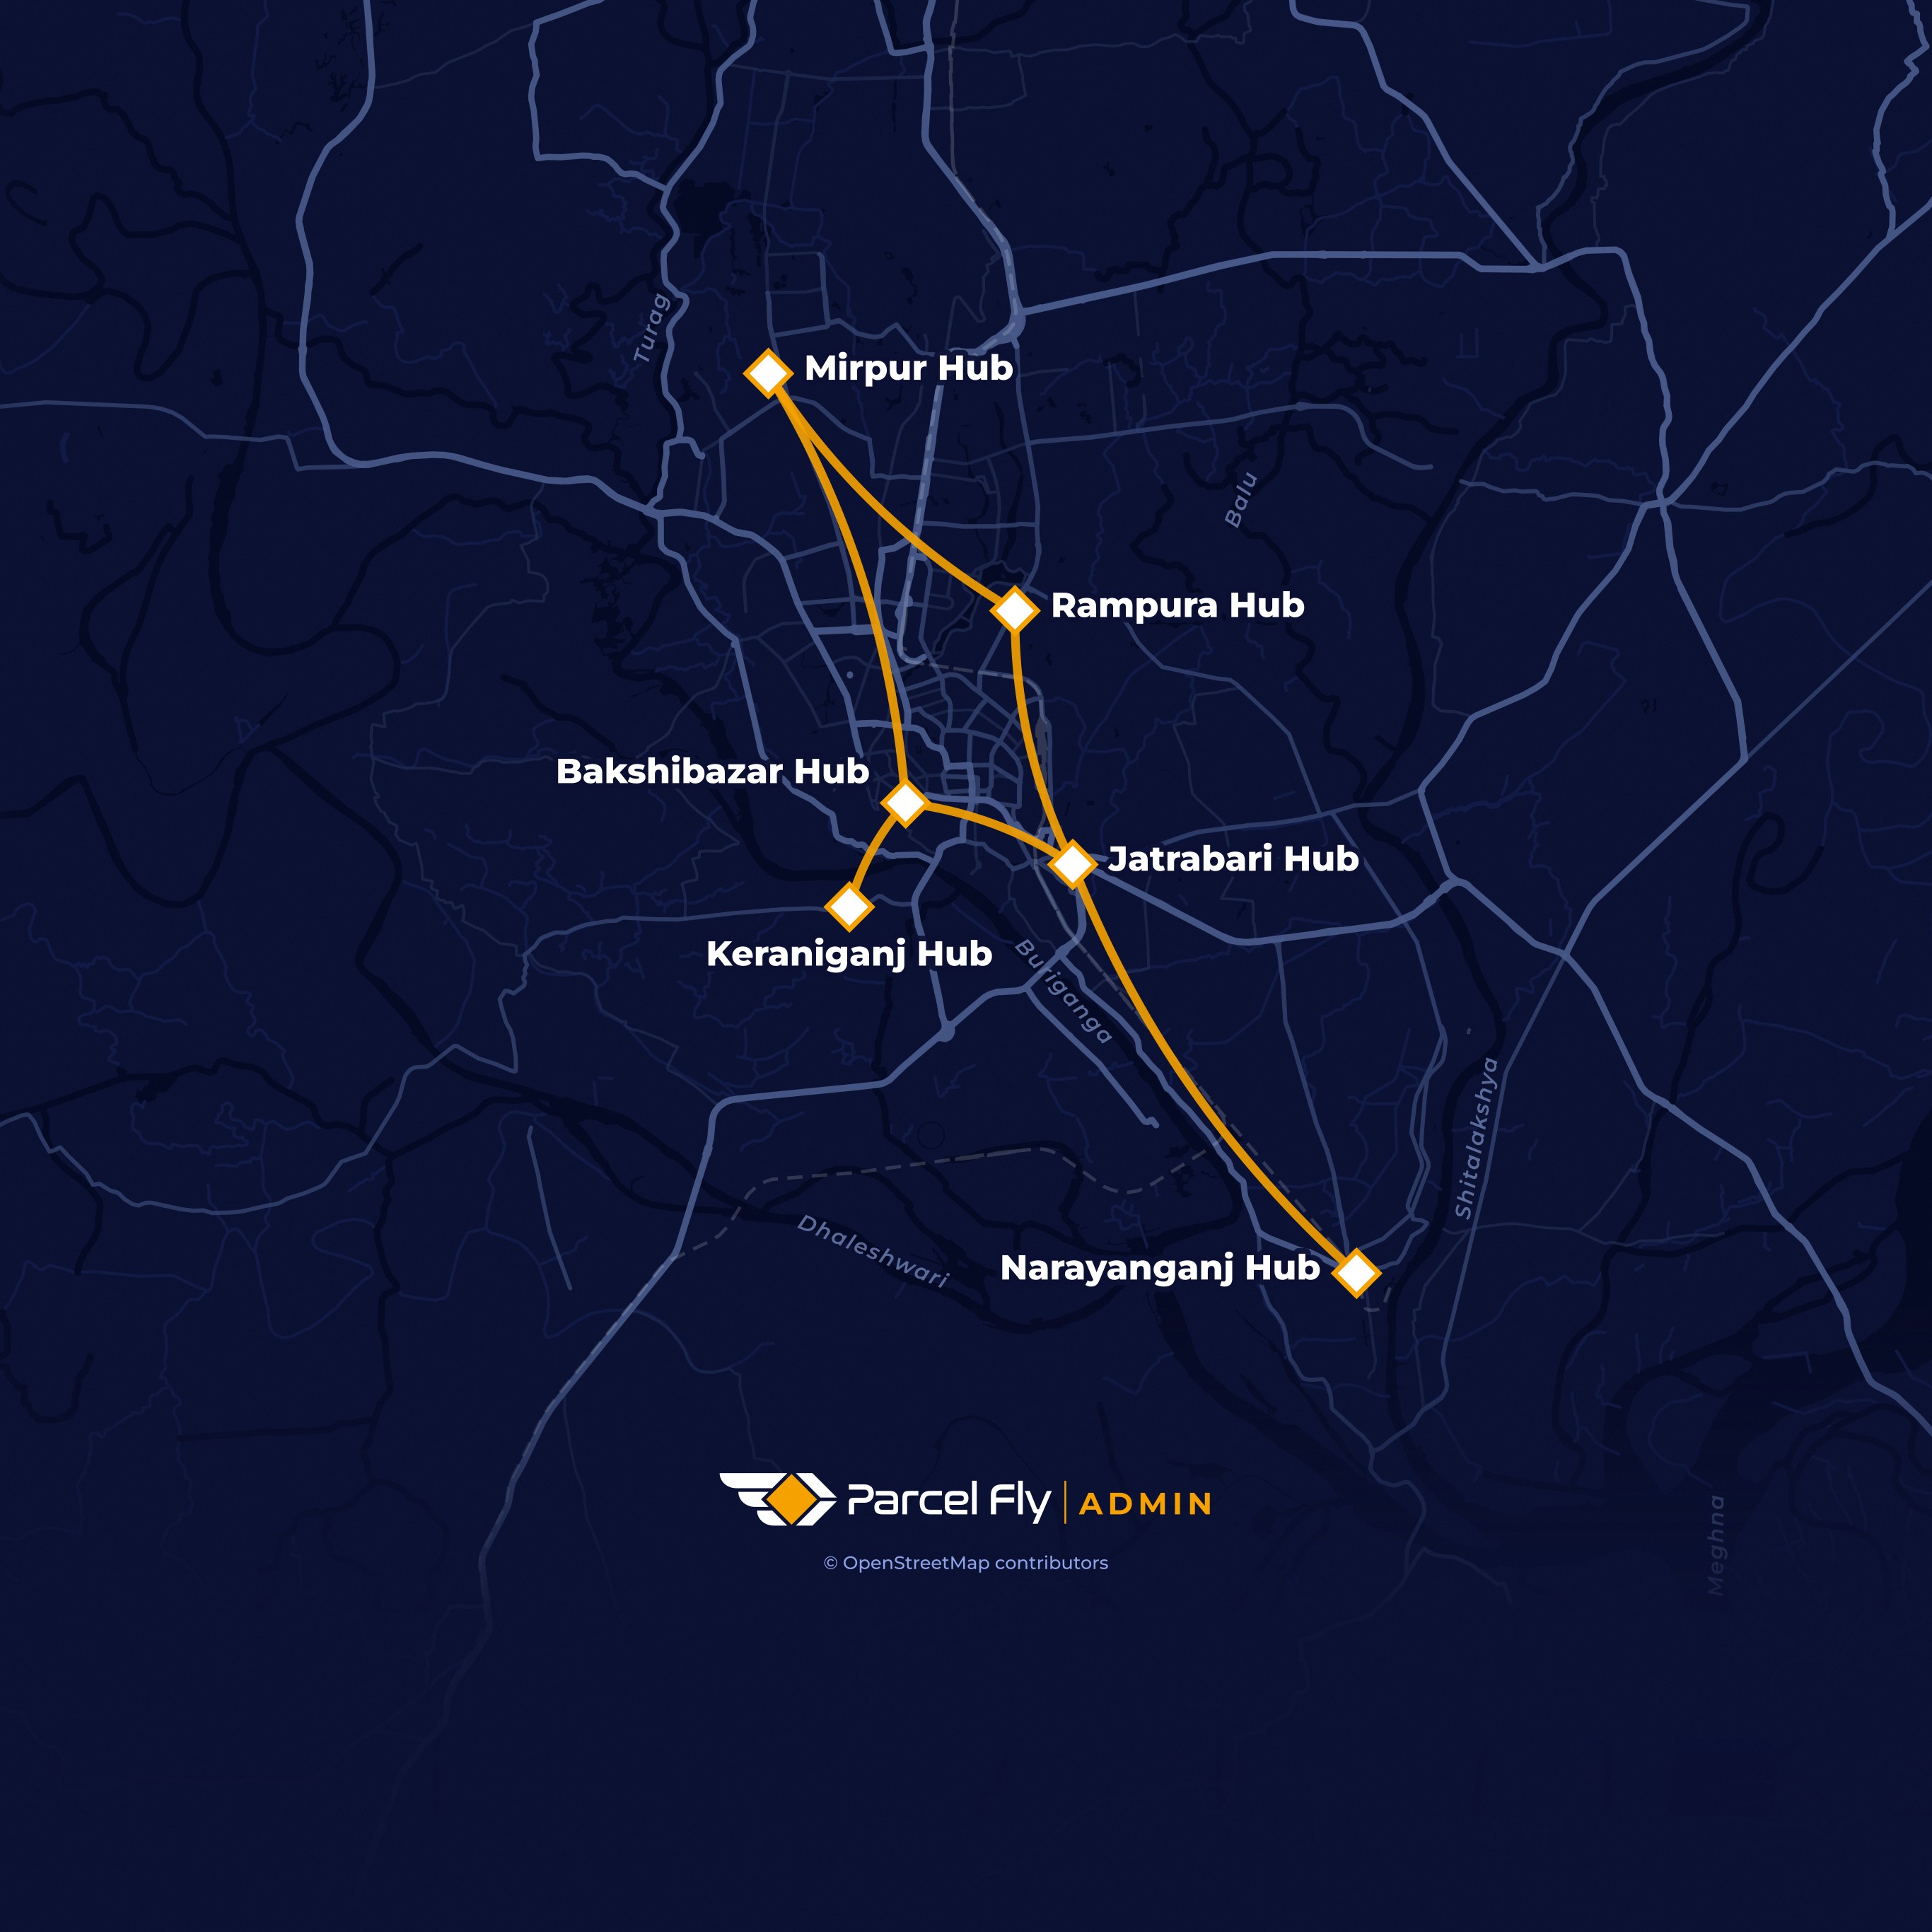 Turag
Mirpur Hub
Balu
Rampura Hub
Bakshibazar Hub
Jatrabari Hub
Keraniganj Hub
Buriganga
Shitalakshya
Dhaleshwari
Narayanganj Hub
Parcel Fly | ADMIN
Meghna
© OpenStreetMap contributors